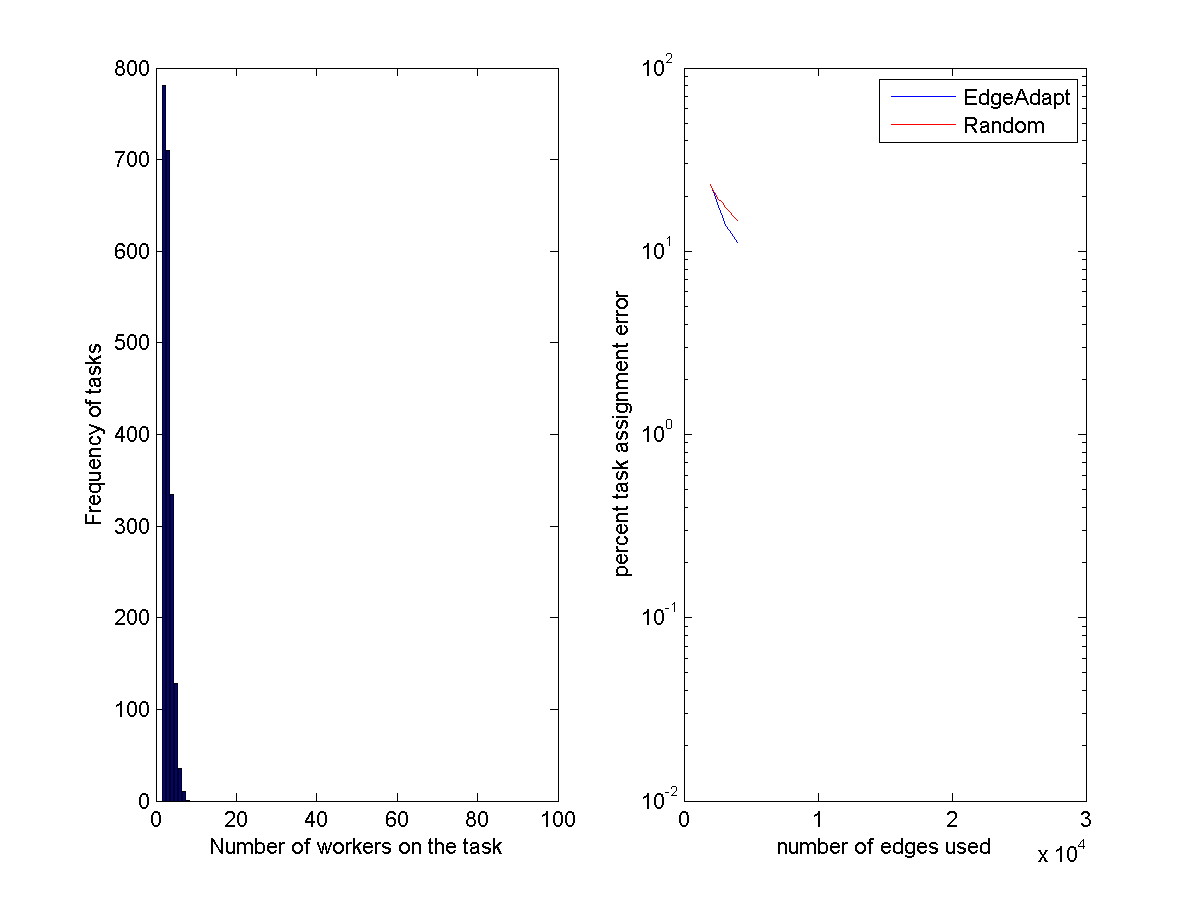 800
700
600
500
400
300
200
100
0
Frequency of tasks
0 20 40 60 80 100
Number of workers on the task
10^2
10^1
10^0
10^-1
10^-2
percent task assignment error
EdgeAdapt
Random
0 1 2 3
number of edges used
x 10^4